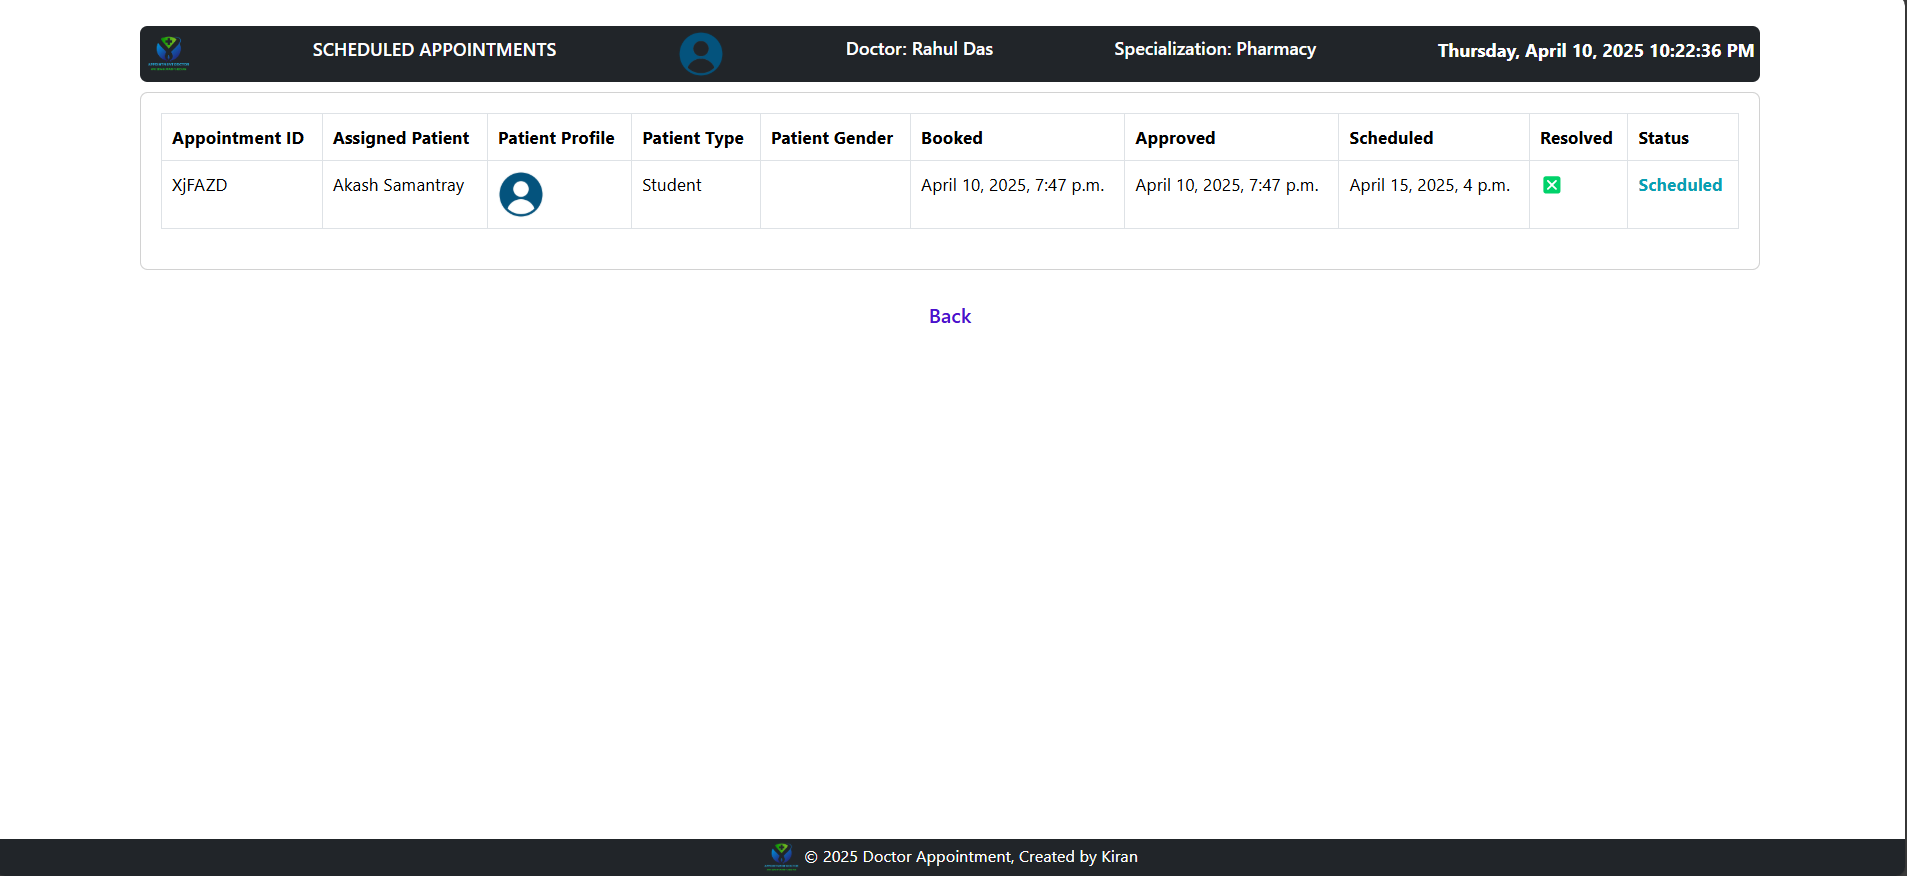 SCHEDULED APPOINTMENTS Doctor: Rahul Das Specialization: Pharmacy Thursday, April 10, 2025 10:22:36 PM
Appointment ID Assigned Patient Patient Profile Patient Type Patient Gender Booked Approved Scheduled Resolved Status
XjFAZD Akash Samantray Student April 10, 2025, 7:47 p.m. April 10, 2025, 7:47 p.m. April 15, 2025, 4 p.m. Scheduled
Back
© 2025 Doctor Appointment, Created by Kiran